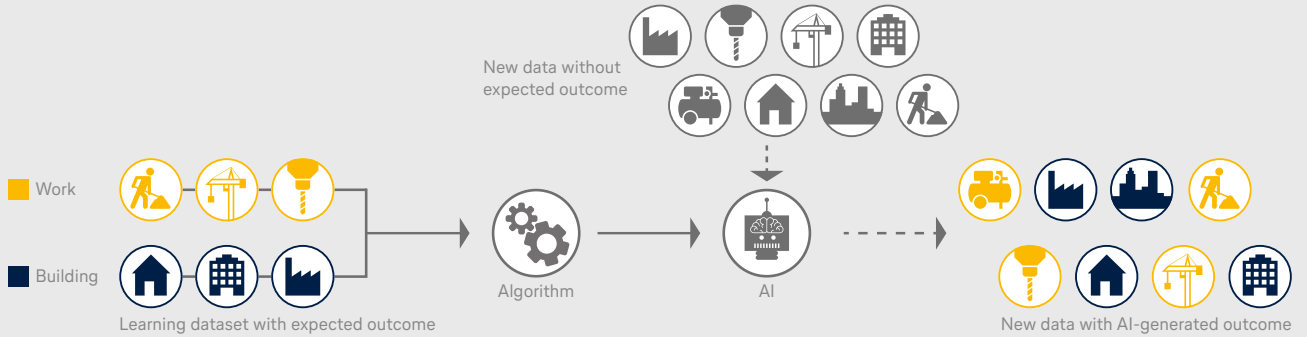 New data without
expected outcome
Work
Building
Algorithm
AI
Learning dataset with expected outcome
New data with AI-generated outcome